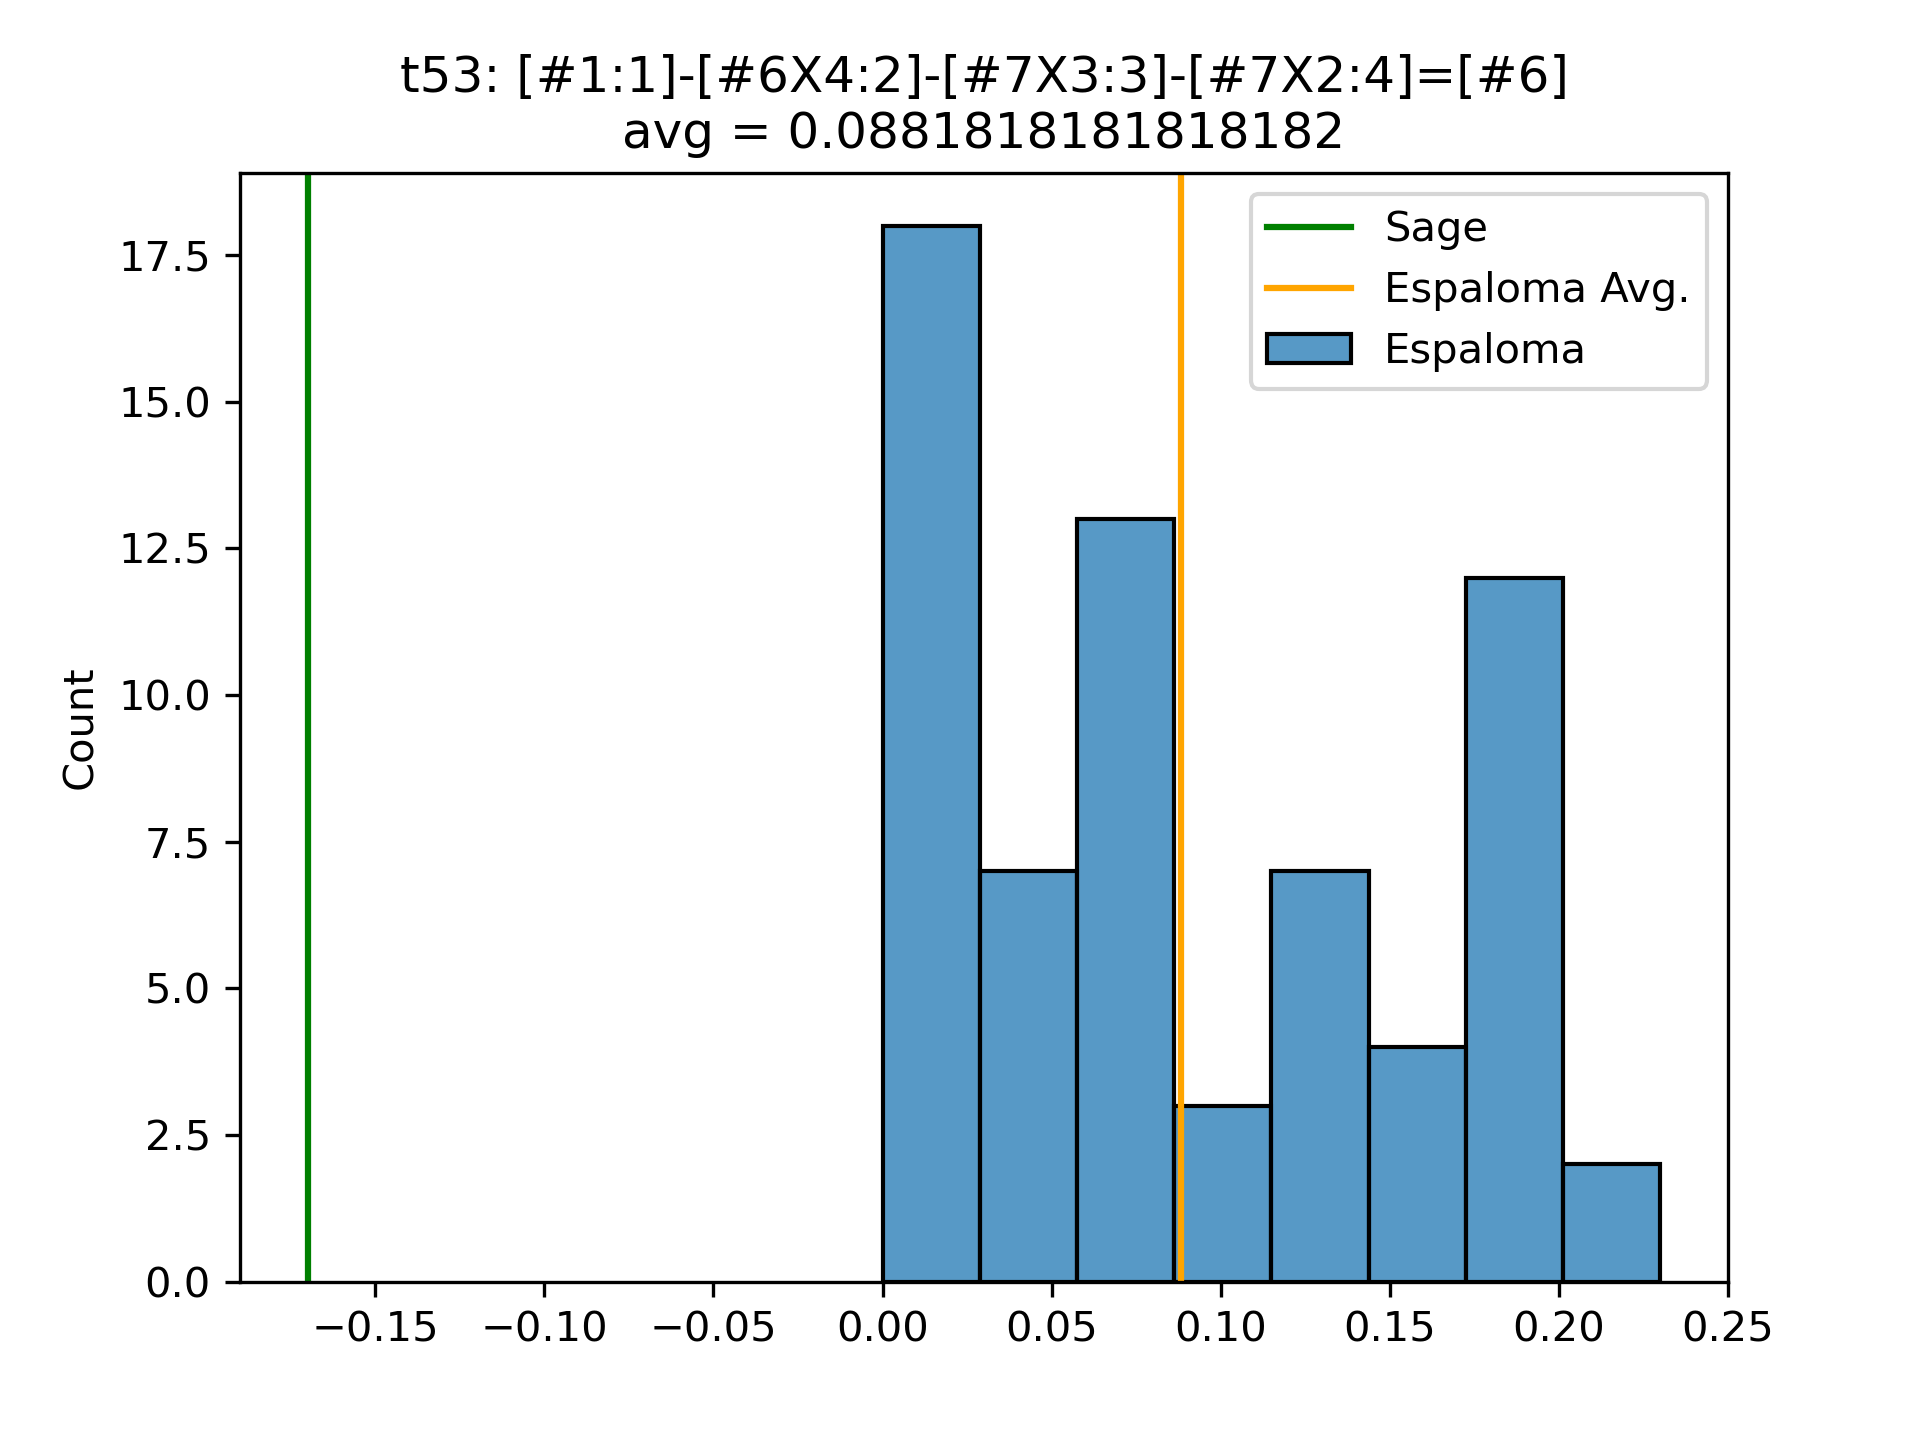 t53: [#1:1]-[#6X4:2]-[#7X3:3]-[#7X2:4]=[#6]
avg = 0.0881818181818182
Sage
Espaloma Avg.
Espaloma
Count
17.5
15.0
12.5
10.0
7.5
5.0
2.5
0.0
−0.15 −0.10 −0.05 0.00 0.05 0.10 0.15 0.20 0.25